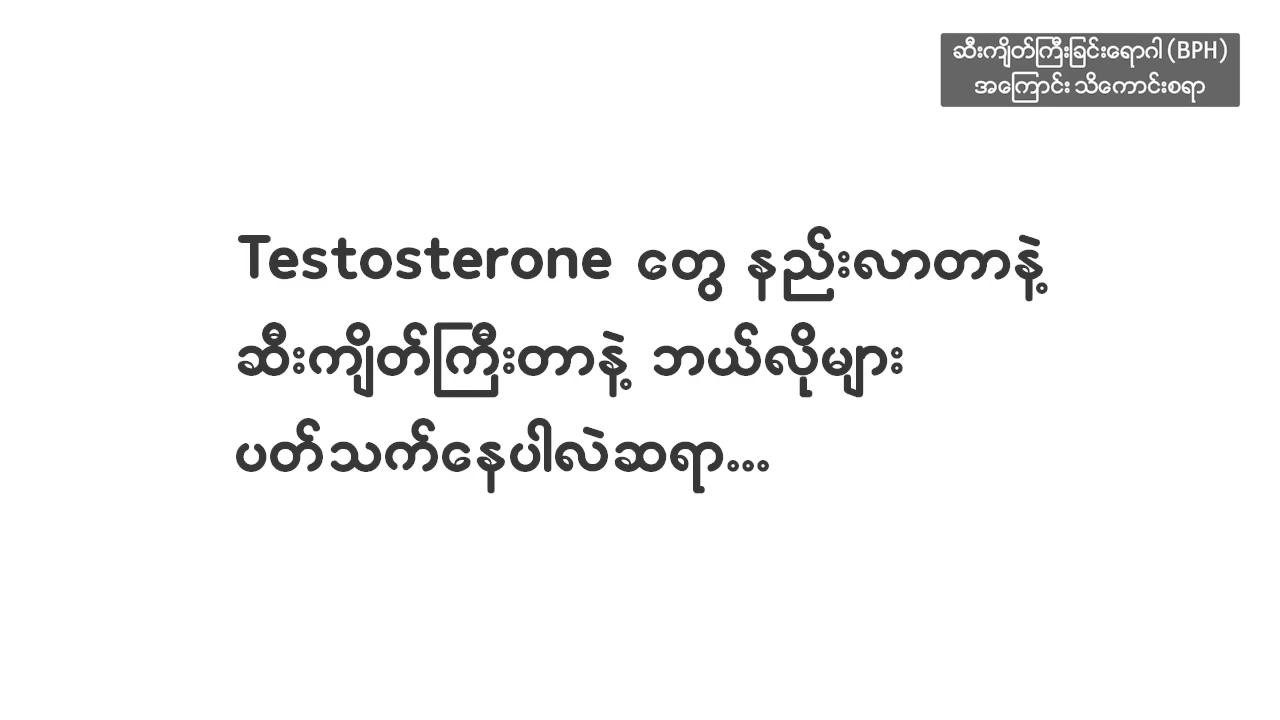 ဆီးကျိတ်ကြီးခြင်းရောဂါ (BPH)
အကြောင်း သိကောင်းစရာ
Testosterone တွေ နည်းလာတာနဲ့
ဆီးကျိတ်ကြီးတာနဲ့ ဘယ်လိုများ
ပတ်သက်နေပါလဲဆရာ...